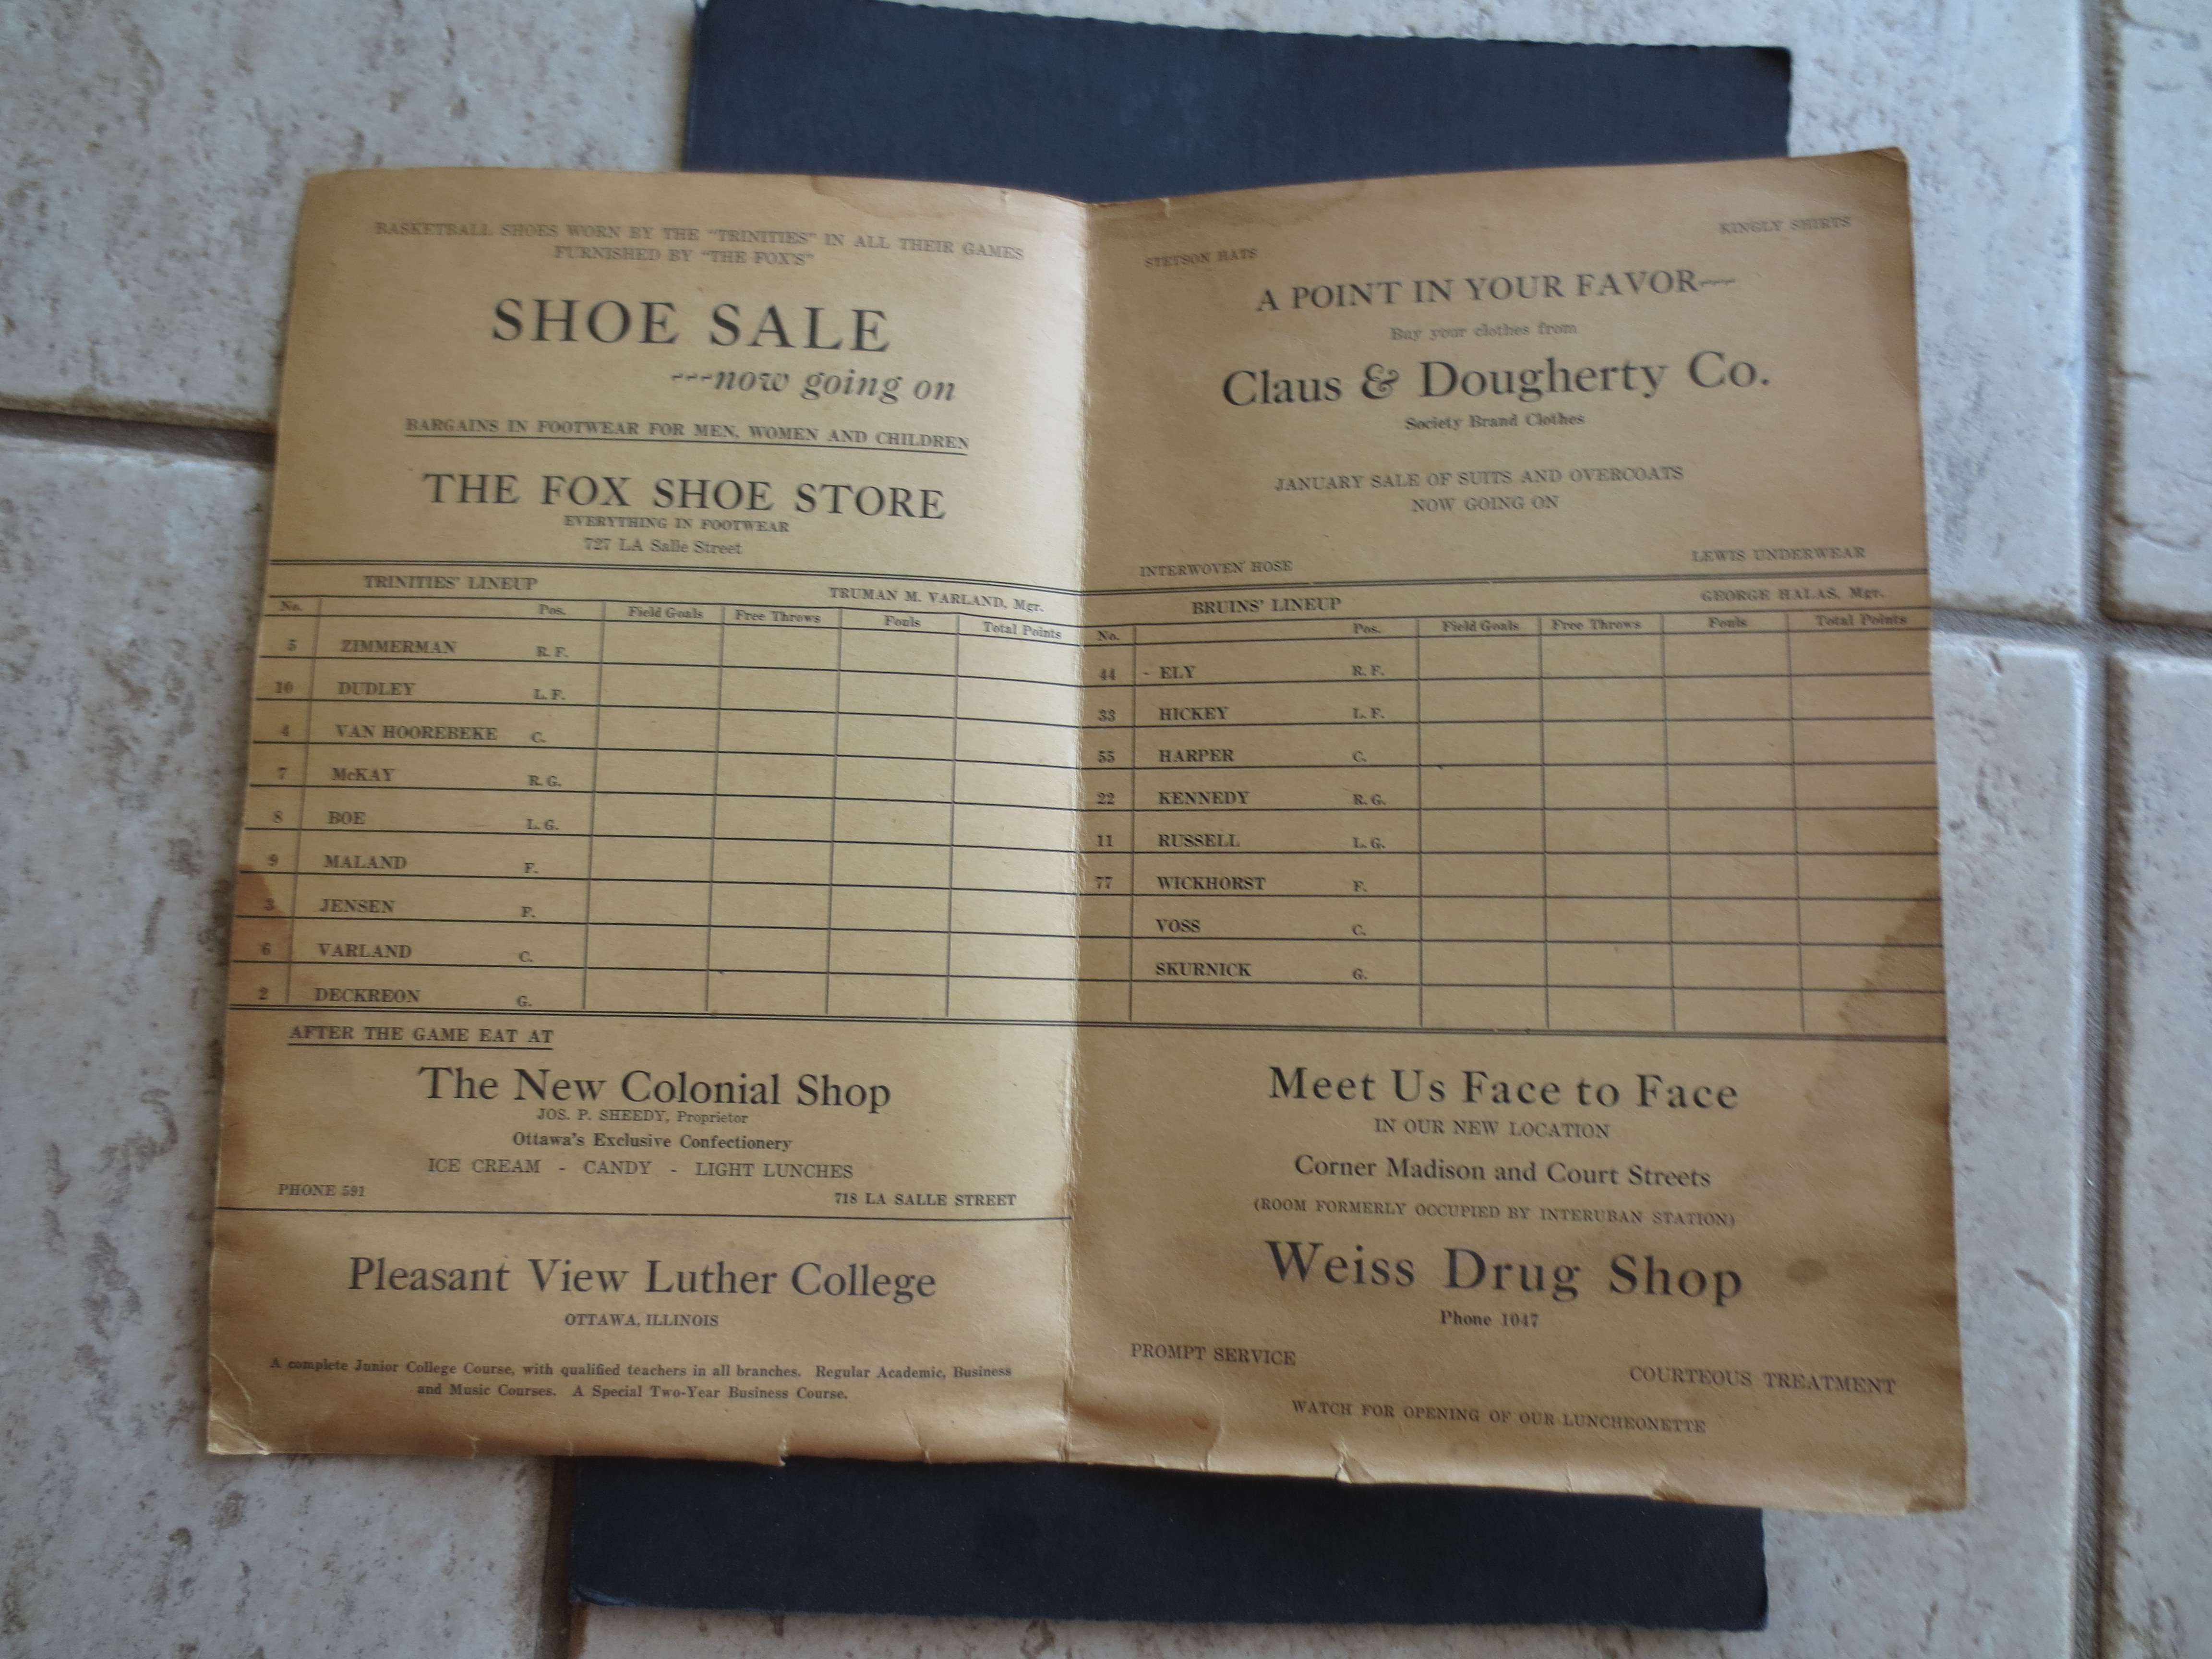 BASKETBALL SHOES WORN BY THE "TRINITIES" IN ALL THEIR GAMES
FURNISHED BY "THE FOX'S"
SHOE SALE
---now going on
BARGAINS IN FOOTWEAR FOR MEN, WOMEN AND CHILDREN
THE FOX SHOE STORE
EVERYTHING IN FOOTWEAR
727 LA Salle Street
TRINITIES' LINEUP TRUMAN M. VARLAND, Mgr.
No. Pos. Field Goals Free Throws Fouls Total Points
5 ZIMMERMAN R. F.
10 DUDLEY L. F.
4 VAN HOOREBEKE C.
7 McKAY R. G.
8 BOE L. G.
9 MALAND F.
3 JENSEN F.
6 VARLAND C.
2 DECKREON G.
AFTER THE GAME EAT AT
The New Colonial Shop
JOS. P. SHEEDY, Proprietor
Ottawa's Exclusive Confectionery
ICE CREAM - CANDY - LIGHT LUNCHES
PHONE 591 718 LA SALLE STREET
Pleasant View Luther College
OTTAWA, ILLINOIS
A complete Junior College Course, with qualified teachers in all branches. Regular Academic, Business
and Music Courses. A Special Two-Year Business Course.
STETSON HATS KINGLY SHIRTS
A POINT IN YOUR FAVOR---
Buy your clothes from
Claus & Dougherty Co.
Society Brand Clothes
JANUARY SALE OF SUITS AND OVERCOATS
NOW GOING ON
INTERWOVEN HOSE LEWIS UNDERWEAR
BRUINS' LINEUP GEORGE HALAS, Mgr.
No. Pos. Field Goals Free Throws Fouls Total Points
44 - ELY R. F.
33 HICKEY L. F.
55 HARPER C.
22 KENNEDY R. G.
11 RUSSELL L. G.
77 WICKHORST F.
VOSS C.
SKURNICK G.
Meet Us Face to Face
IN OUR NEW LOCATION
Corner Madison and Court Streets
(ROOM FORMERLY OCCUPIED BY INTERUBAN STATION)
Weiss Drug Shop
Phone 1047
PROMPT SERVICE
COURTEOUS TREATMENT
WATCH FOR OPENING OF OUR LUNCHEONETTE